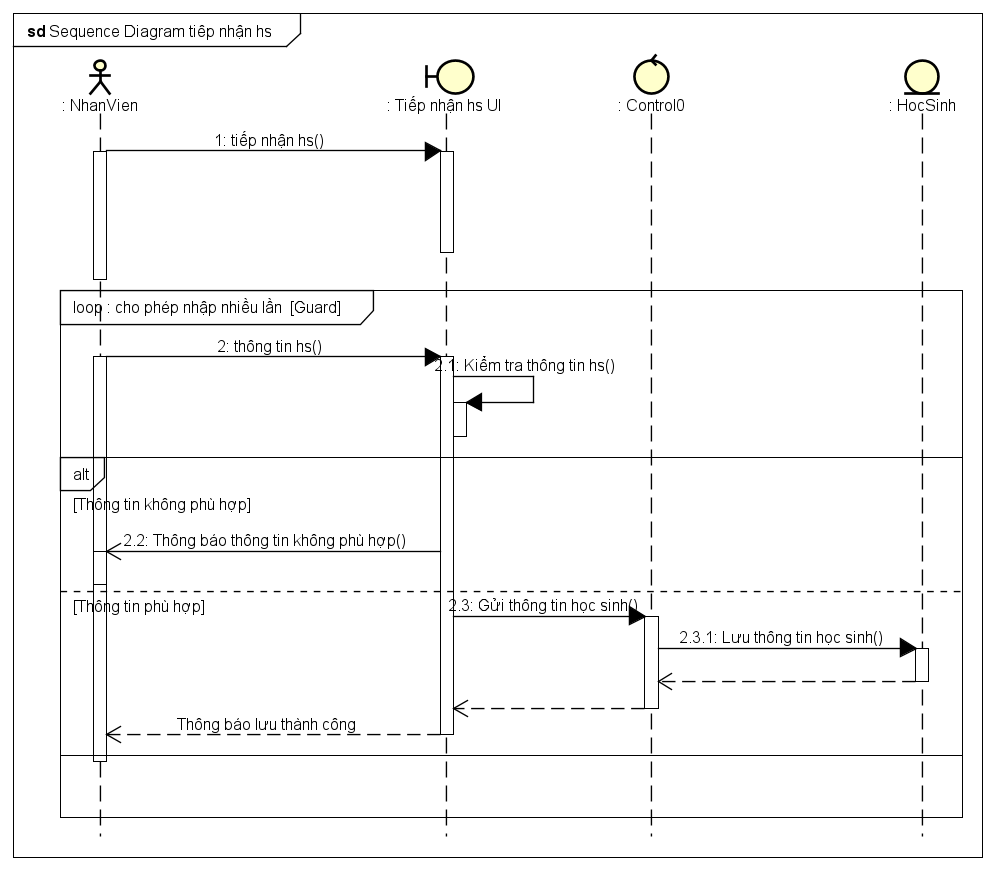 sd Sequence Diagram tiếp nhận hs
: NhanVien
: Tiếp nhận hs UI
: Control0
: HocSinh
1: tiếp nhận hs()
loop : cho phép nhập nhiều lần [Guard]
2: thông tin hs()
2.1: Kiểm tra thông tin hs()
alt
[Thông tin không phù hợp]
2.2: Thông báo thông tin không phù hợp()
[Thông tin phù hợp]
2.3: Gửi thông tin học sinh()
2.3.1: Lưu thông tin học sinh()
Thông báo lưu thành công